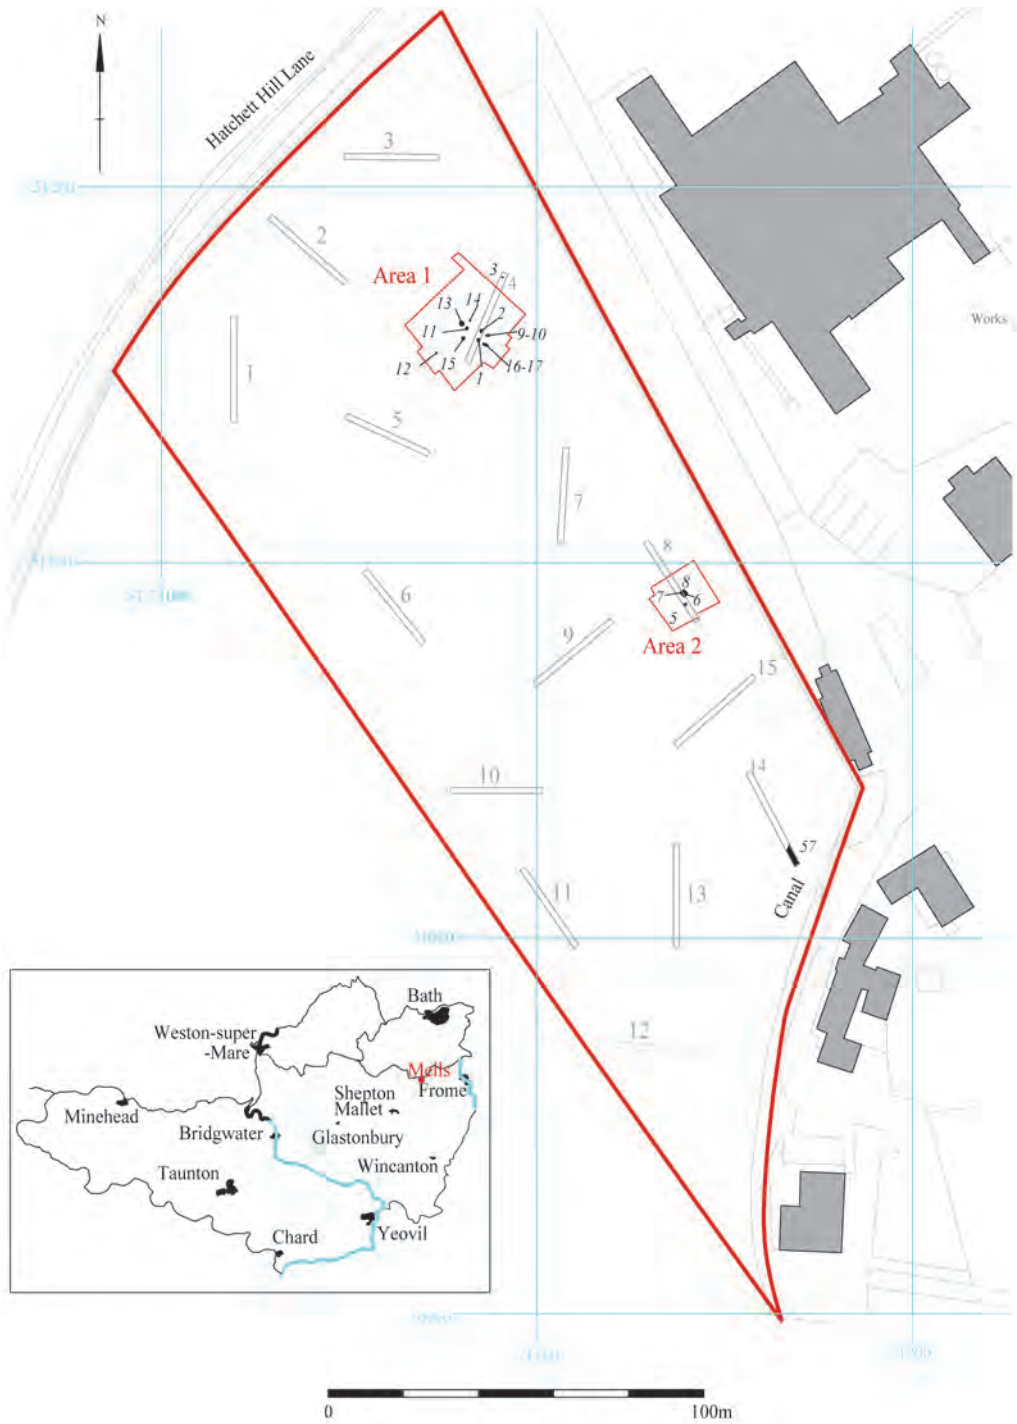 N
Hatchett Hill Lane
3
2
Area 1
3
4
13
14
2
11
9-10
12
15
16-17
1
1
5
7
8
8
7
6
5
Area 2
6
9
15
10
14
57
Canal
11
13
12
Works
Bath
Weston-super
-Mare
Mells
Frome
Shepton
Mallet
Minehead
Bridgwater
Glastonbury
Wincanton
Taunton
Chard
Yeovil
0
100m